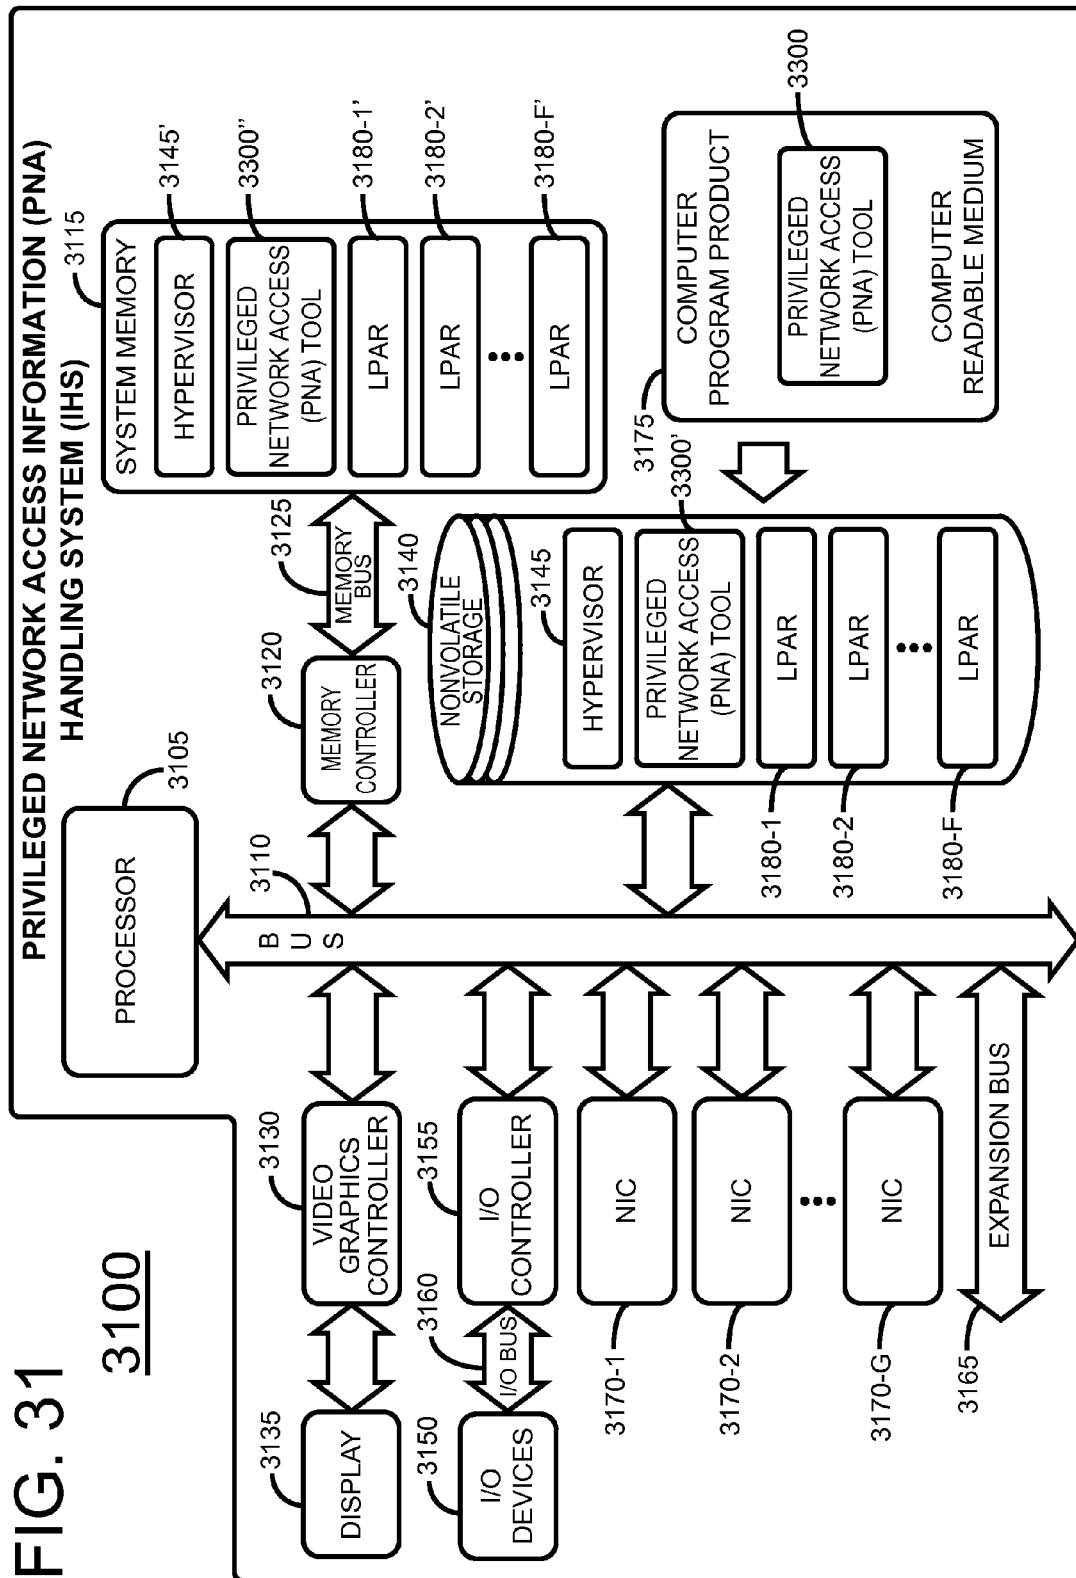 FIG. 31
3100
PRIVILEGED NETWORK ACCESS INFORMATION (PNA)
HANDLING SYSTEM (IHS)
PROCESSOR
3105
3110
BUS
3135
DISPLAY
3130
VIDEO
GRAPHICS
CONTROLLER
3120
MEMORY
CONTROLLER
3125
MEMORY
BUS
3115
SYSTEM MEMORY
HYPERVISOR
3145'
PRIVILEGED
NETWORK ACCESS
(PNA) TOOL
3300"
LPAR
3180-1'
LPAR
3180-2'
LPAR
3180-F'
3150
I/O
DEVICES
3160
I/O BUS
3155
I/O
CONTROLLER
3140
NONVOLATILE
STORAGE
3145
HYPERVISOR
PRIVILEGED
NETWORK ACCESS
(PNA) TOOL
3300'
LPAR
3180-1
LPAR
3180-2
LPAR
3180-F
3175
COMPUTER
PROGRAM PRODUCT
PRIVILEGED
NETWORK ACCESS
(PNA) TOOL
3300
COMPUTER
READABLE MEDIUM
NIC
3170-1
NIC
3170-2
NIC
3170-G
EXPANSION BUS
3165